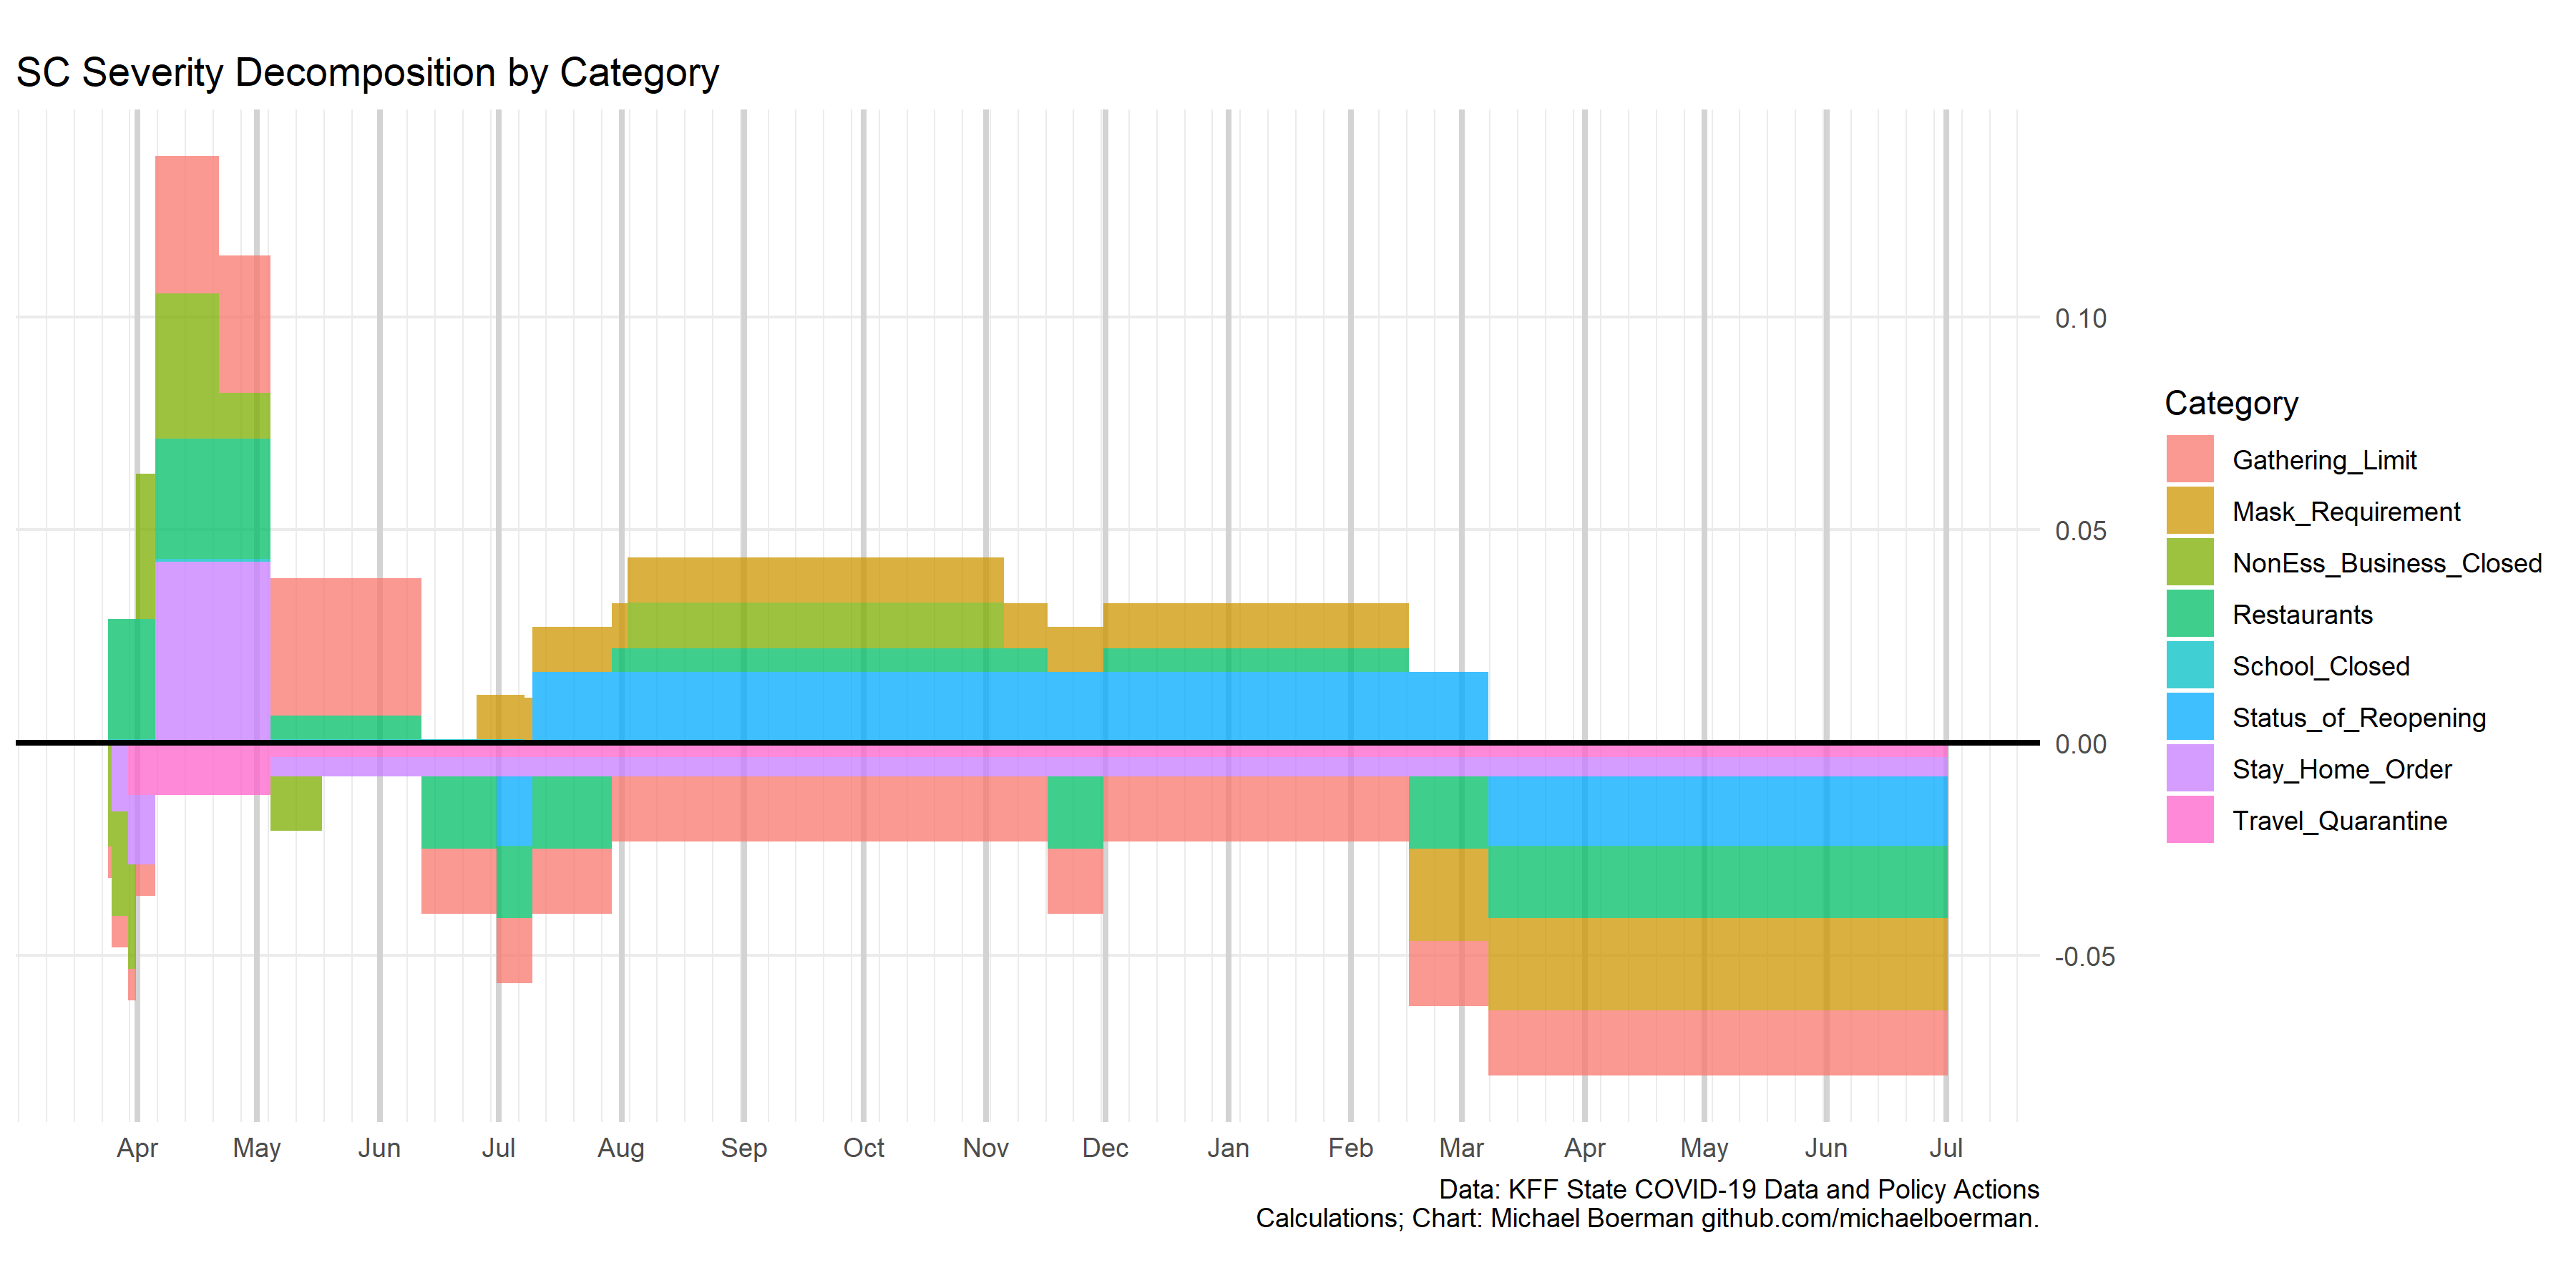 SC Severity Decomposition by Category
0.10
0.05
0.00
-0.05
Category
Gathering_Limit
Mask_Requirement
NonEss_Business_Closed
Restaurants
School_Closed
Status_of_Reopening
Stay_Home_Order
Travel_Quarantine
Apr May Jun Jul Aug Sep Oct Nov Dec Jan Feb Mar Apr May Jun Jul
Data: KFF State COVID-19 Data and Policy Actions
Calculations; Chart: Michael Boerman github.com/michaelboerman.